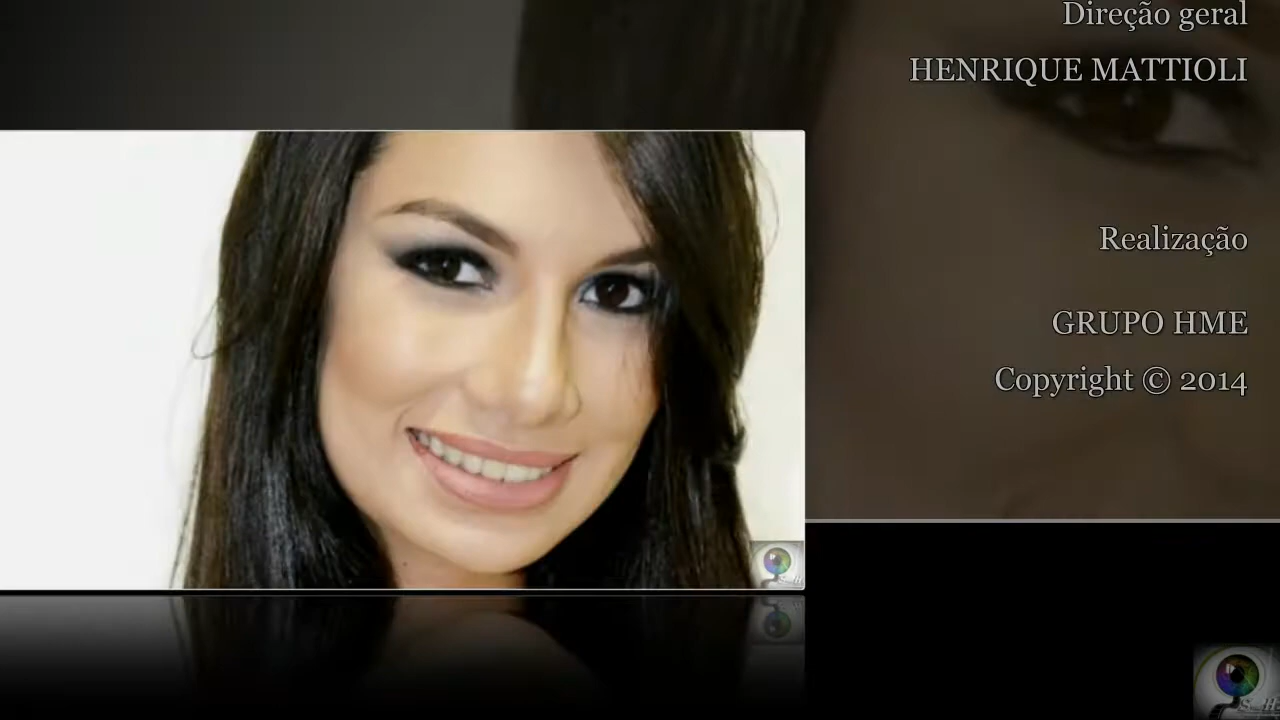 Direção geral
HENRIQUE MATTIOLI
Realização
GRUPO HME
Copyright © 2014